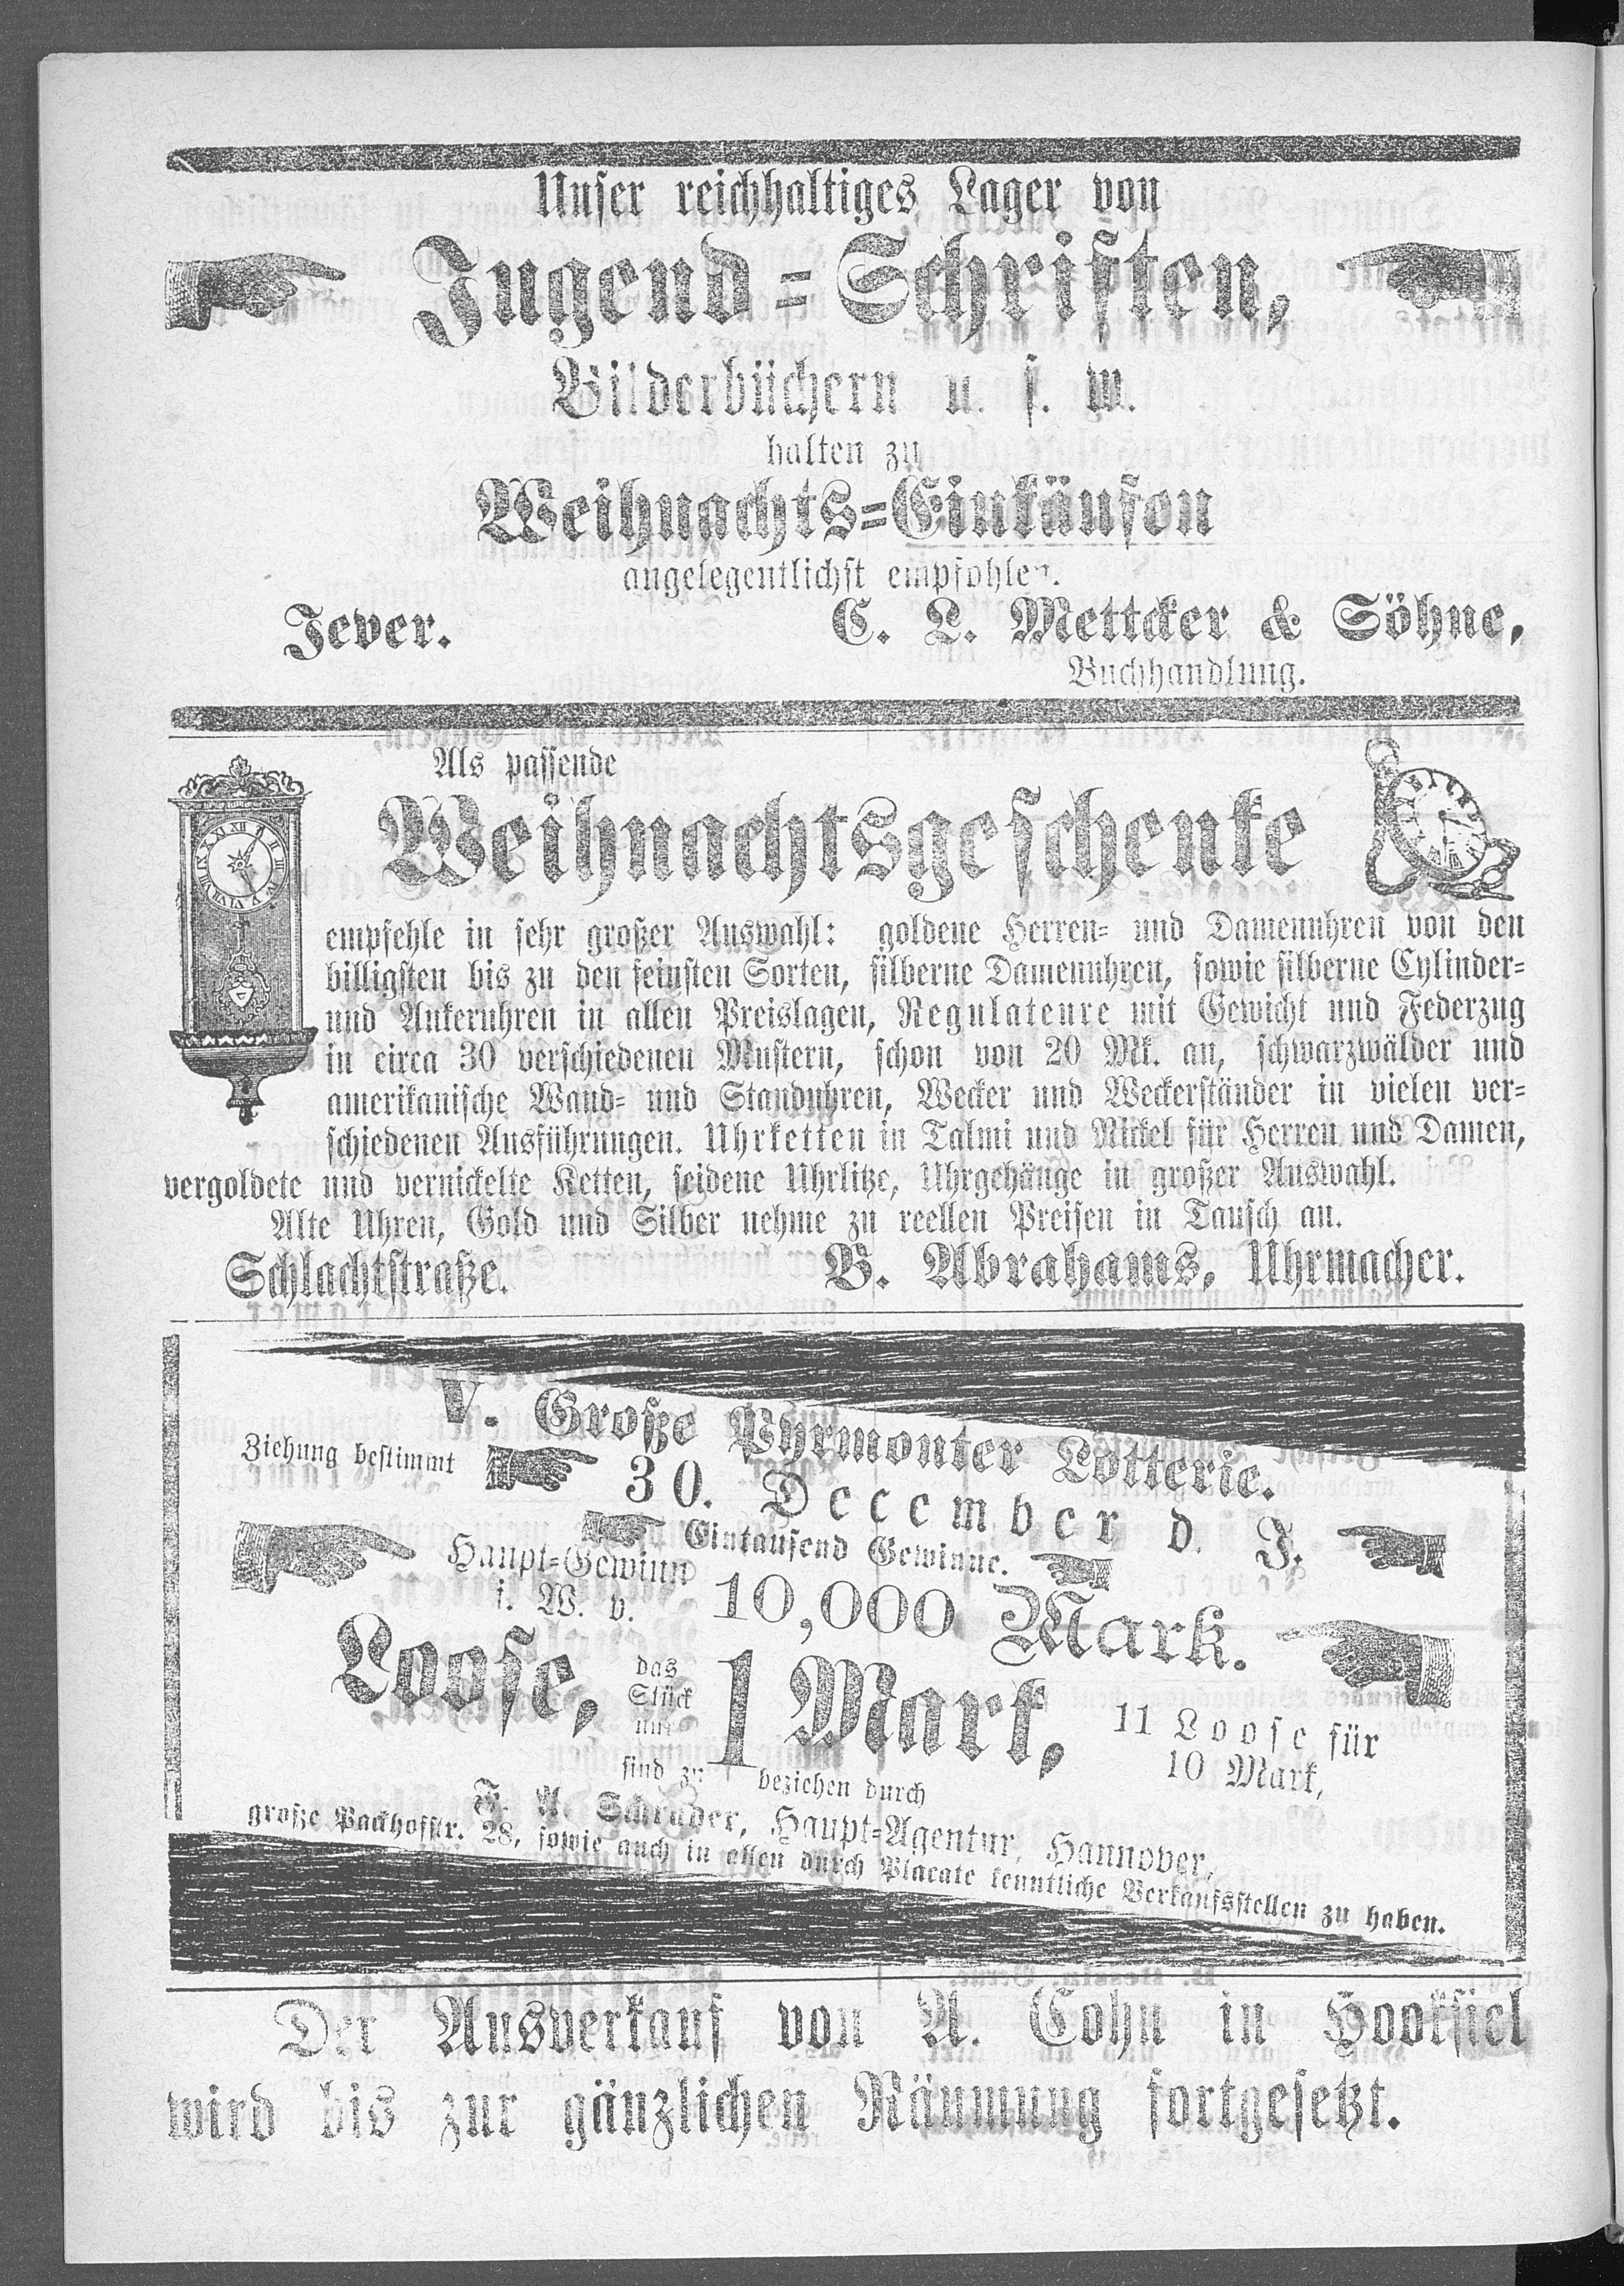 Unser reichhaltiges Lager von
Jugend=Schriften,
Bilderbüchern u. s. w.
halten zu
Weihnachts=Einkäufen
angelegentlichst empfohlen.
Jever. C. L. Mettcker & Söhne,
Buchhandlung.
Als passende
Weihnachtsgeschenke
empfehle in sehr großer Auswahl: goldene Herren= und Damenuhren von den
billigsten bis zu den feinsten Sorten, silberne Damenuhren, sowie silberne Cylinder=
und Ankeruhren in allen Preislagen, Regulateure mit Gewicht und Federzug
in circa 30 verschiedenen Mustern, schon von 20 Mk. an, schwarzwälder und
amerikanische Wand= und Standuhren, Wecker und Weckerständer in vielen ver=
schiedenen Ausführungen. Uhrketten in Talmi und Nickel für Herren und Damen,
vergoldete und vernickelte Ketten, seidene Uhrlitze, Uhrgehänge in großer Auswahl.
Alte Uhren, Gold und Silber nehme zu reellen Preisen in Tausch an.
Schlachtstraße. B. Abrahams, Uhrmacher.
V. Große Pyrmonter Lotterie.
Ziehung bestimmt 30. December d. J.
Eintausend Gewinne.
Haupt=Gewinn
i. W. v. 10,000 Mark.
Loose, das Stück nur 1 Mark, 11 Loose für
10 Mark,
sind zu beziehen durch
F. A. Schrader, Haupt=Agentur, Hannover,
große Packhofstr. 28, sowie auch in allen durch Placate kenntliche Verkaufsstellen zu haben.
Der Ausverkauf von A. Cohn in Hooksiel
wird bis zur gänzlichen Räumung fortgesetzt.